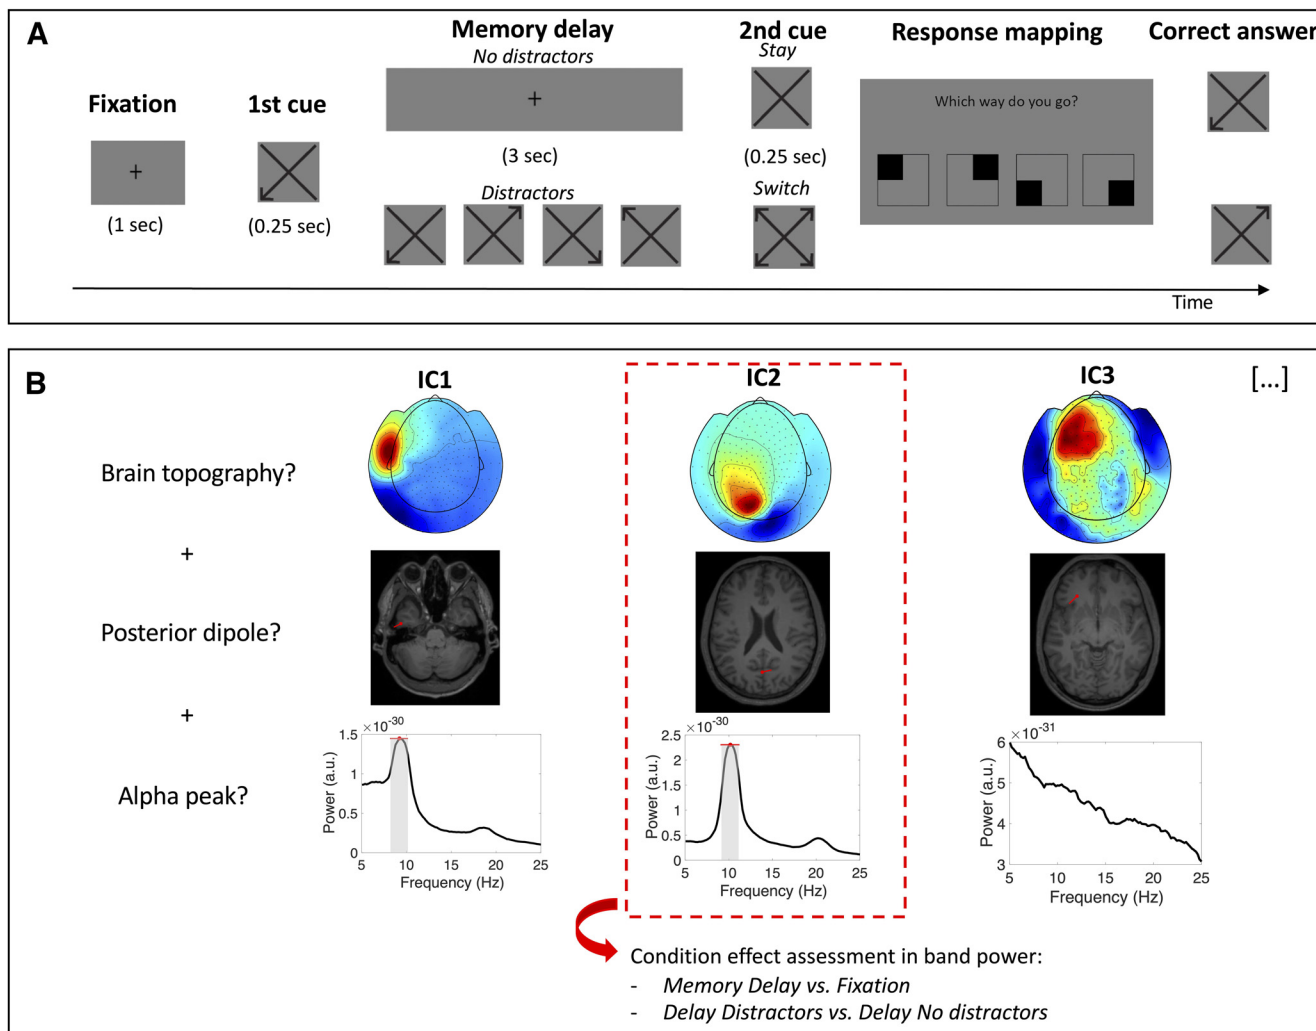 A
Fixation
(1 sec)
1st cue
(0.25 sec)
Memory delay
No distractors
(3 sec)
Distractors
2nd cue
Stay
(0.25 sec)
Switch
Response mapping
Which way do you go?
Correct answer
Time
B
IC1
IC2
IC3
[...]
Brain topography?
+
Posterior dipole?
+
Alpha peak?
×10-30
1.5
1
0.5
0
Power (a.u.)
5
10
15
20
25
Frequency (Hz)
×10-30
2.5
2
1.5
1
0.5
0
Power (a.u.)
5
10
15
20
25
Frequency (Hz)
×10-31
6
5
4
3
Power (a.u.)
5
10
15
20
25
Frequency (Hz)
Condition effect assessment in band power:
- Memory Delay vs. Fixation
- Delay Distractors vs. Delay No distractors